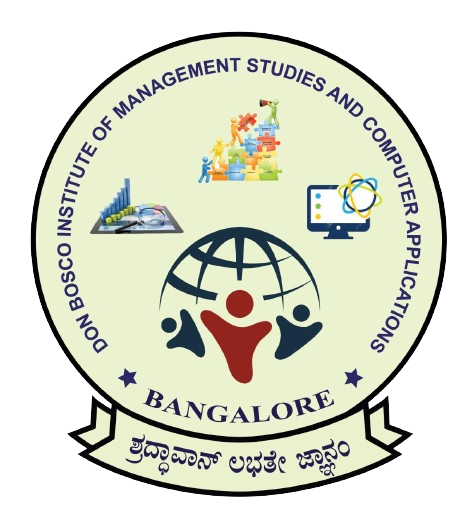 DON BOSCO INSTITUTE OF MANAGEMENT STUDIES AND COMPUTER APPLICATIONS
BANGALORE
ಶ್ರದ್ಧಾವಾನ್ ಲಭತೇ ಜ್ಞಾನಂ